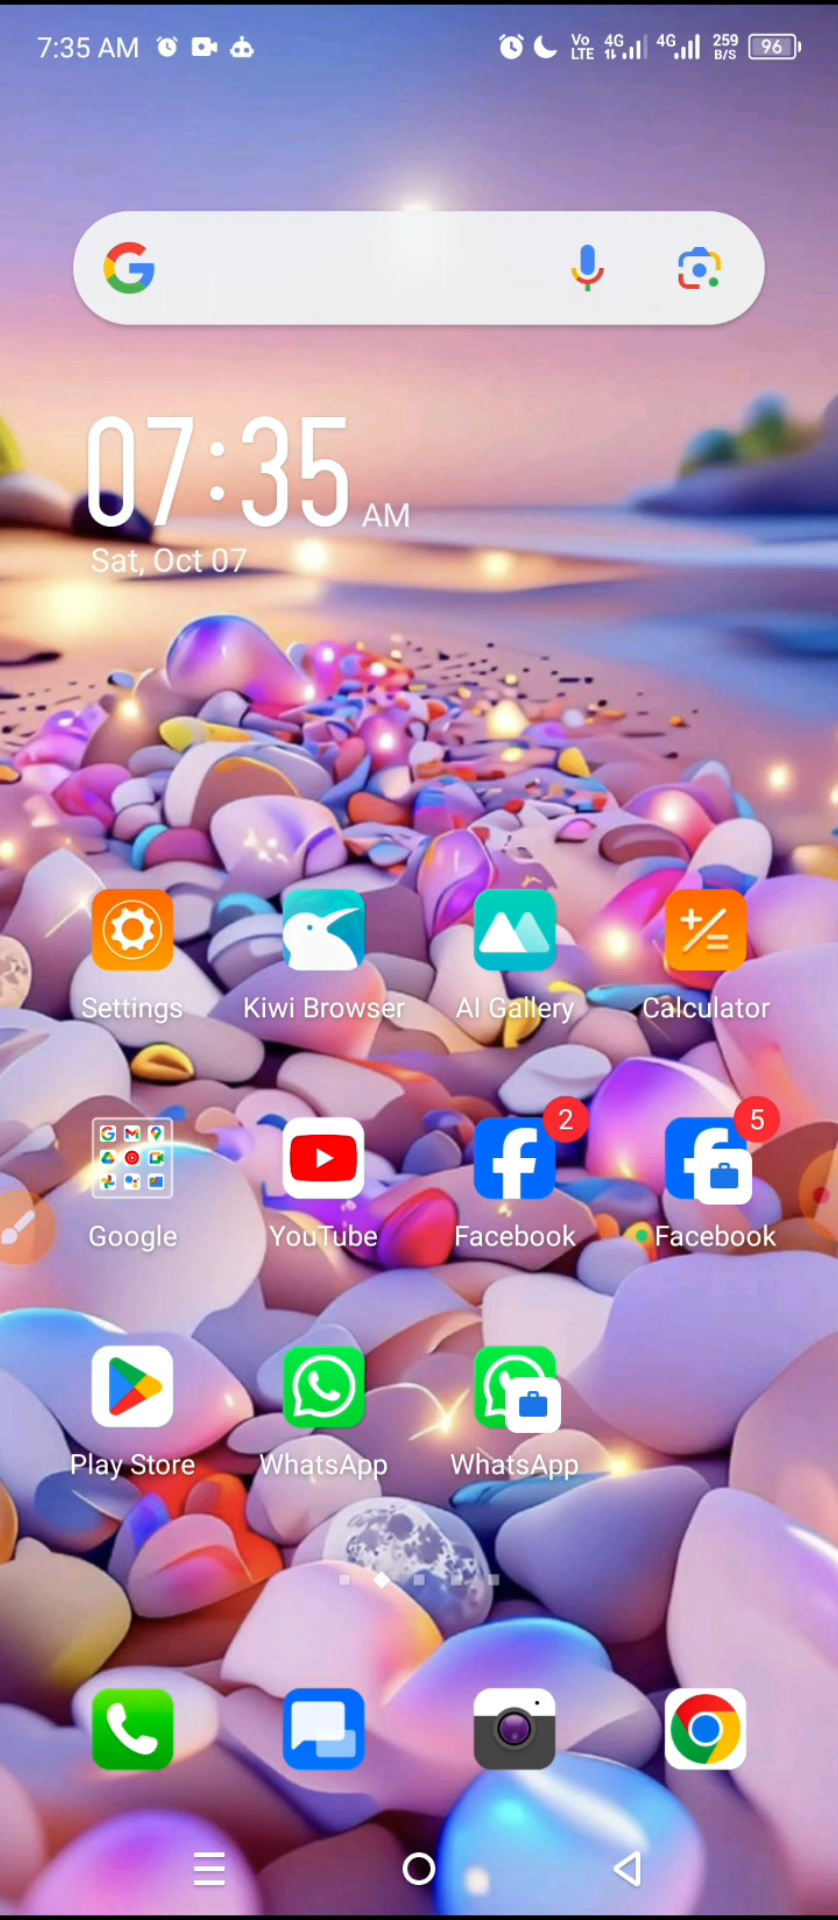 7:35 AM
Vo LTE 4G 4G 259 B/S 96
07:35 AM
Sat, Oct 07
Settings
Kiwi Browser
AI Gallery
Calculator
2
5
Google
YouTube
Facebook
Facebook
Play Store
WhatsApp
WhatsApp